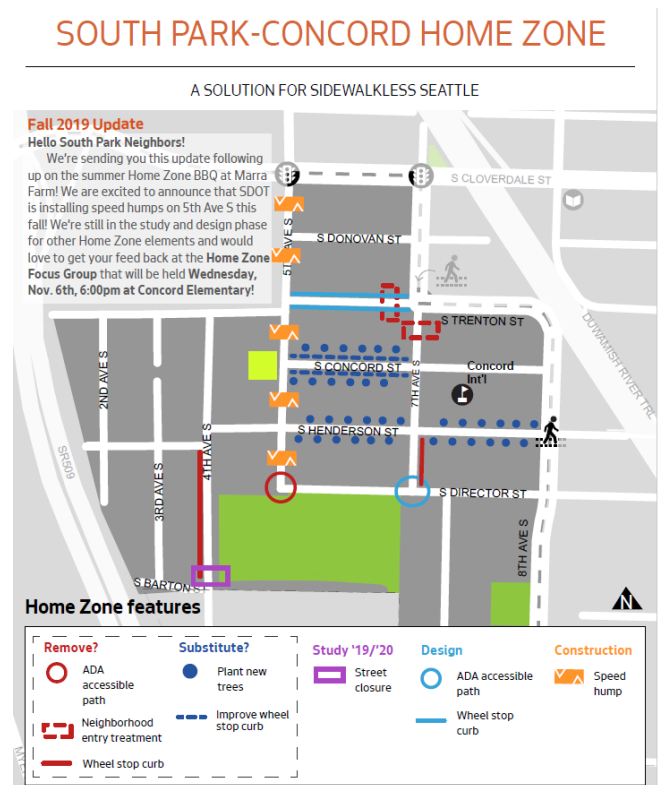 SOUTH PARK-CONCORD HOME ZONE
A SOLUTION FOR SIDEWALKLESS SEATTLE
Fall 2019 Update
Hello South Park Neighbors!
We're sending you this update following
up on the summer Home Zone BBQ at Marra
Farm! We are excited to announce that SDOT
is installing speed humps on 5th Ave S this
fall! We're still in the study and design phase
for other Home Zone elements and would
love to get your feed back at the Home Zone
Focus Group that will be held Wednesday,
Nov. 6th, 6:00pm at Concord Elementary!
S CLOVERDALE ST
5TH AVE S
S DONOVAN ST
S TRENTON ST
DUWAMISH RIVER TRL
2ND AVE S
S CONCORD ST
7TH AVE S
Concord
Int'l
4TH AVE S
S HENDERSON ST
SR509
3RD AVE S
S DIRECTOR ST
8TH AVE S
S BARTON ST
N
Home Zone features
Remove?
ADA
accessible
path
Neighborhood
entry treatment
Wheel stop curb
Substitute?
Plant new
trees
Improve wheel
stop curb
Study '19/'20
Street
closure
Design
ADA accessible
path
Wheel stop
curb
Construction
Speed
hump